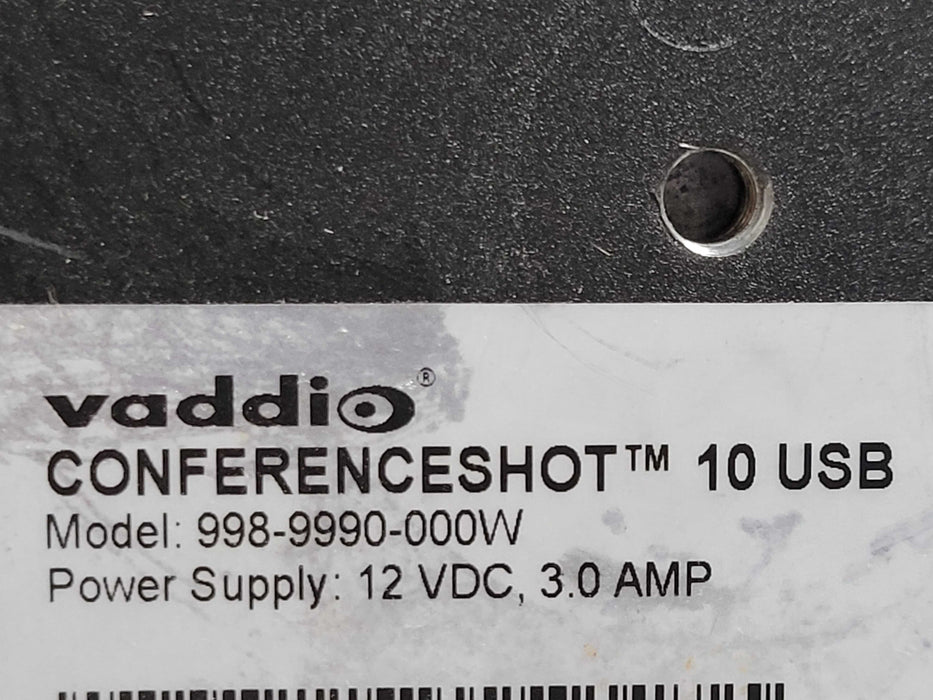 vaddio®
CONFERENCESHOT™ 10 USB
Model: 998-9990-000W
Power Supply: 12 VDC, 3.0 AMP